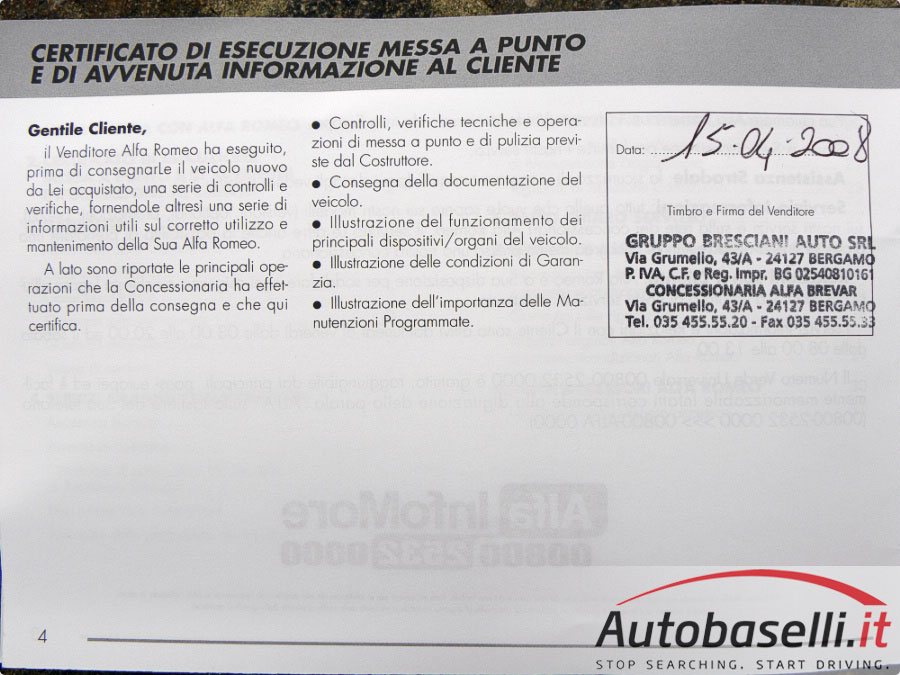 CERTIFICATO DI ESECUZIONE MESSA A PUNTO
E DI AVVENUTA INFORMAZIONE AL CLIENTE
Gentile Cliente,
il Venditore Alfa Romeo ha eseguito,
prima di consegnarLe il veicolo nuovo
da Lei acquistato, una serie di controlli e
verifiche, fornendoLe altresì una serie di
informazioni utili sul corretto utilizzo e
mantenimento della Sua Alfa Romeo.
A lato sono riportate le principali ope-
razioni che la Concessionaria ha effet-
tuato prima della consegna e che qui
certifica.
● Controlli, verifiche tecniche e opera-
zioni di messa a punto e di pulizia previ-
ste dal Costruttore.
● Consegna della documentazione del
veicolo.
● Illustrazione del funzionamento dei
principali dispositivi/organi del veicolo.
● Illustrazione delle condizioni di Garan-
zia.
● Illustrazione dell'importanza delle Ma-
nutenzioni Programmate.
Data: 15-04-2008
Timbro e Firma del Venditore
GRUPPO BRESCIANI AUTO SRL
Via Grumello, 43/A - 24127 BERGAMO
P. IVA, C.F. e Reg. Impr. BG 02540810161
CONCESSIONARIA ALFA BREVAR
Via Grumello, 43/A - 24127 BERGAMO
Tel. 035 455.55.20 - Fax 035 455.55.33
Alfa InfoMore
00800 2532 0000
4
Autobaselli.it
STOP SEARCHING. START DRIVING.